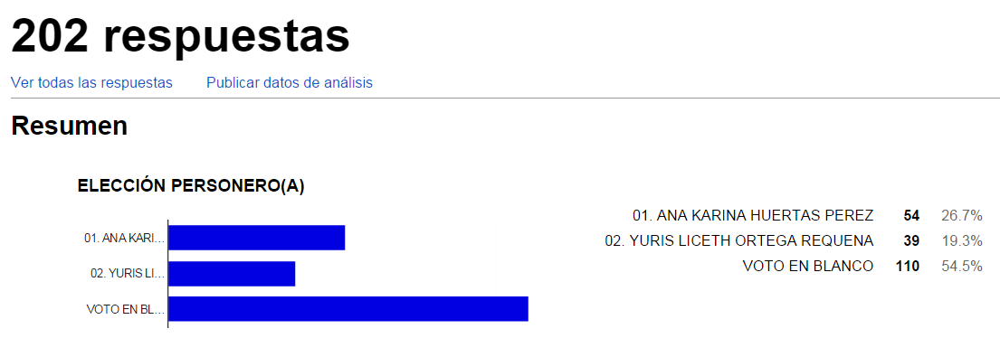 202 respuestas
Ver todas las respuestas Publicar datos de análisis
Resumen
ELECCIÓN PERSONERO(A)
01. ANA KARI...
02. YURIS LI...
VOTO EN BL...
01. ANA KARINA HUERTAS PEREZ 54 26.7%
02. YURIS LICETH ORTEGA REQUENA 39 19.3%
VOTO EN BLANCO 110 54.5%